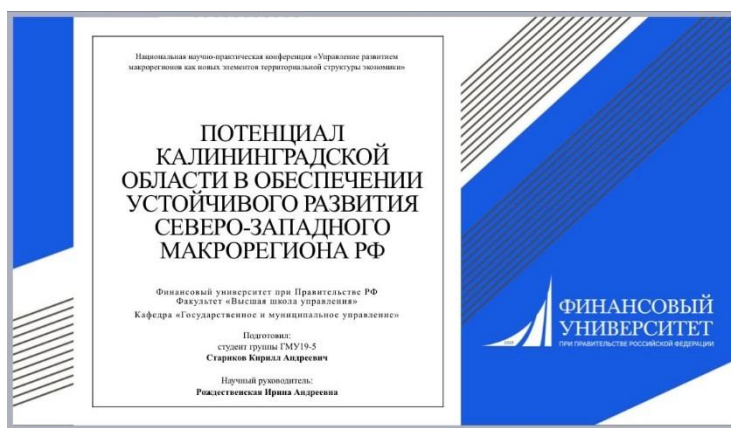 Национальная научно-практическая конференция «Управление развитием
макрорегионов как новых элементов территориальной структуры экономики»
ПОТЕНЦИАЛ
КАЛИНИНГРАДСКОЙ
ОБЛАСТИ В ОБЕСПЕЧЕНИИ
УСТОЙЧИВОГО РАЗВИТИЯ
СЕВЕРО-ЗАПАДНОГО
МАКРОРЕГИОНА РФ
Финансовый университет при Правительстве РФ
Факультет «Высшая школа управления»
Кафедра «Государственное и муниципальное управление»
Подготовил:
студент группы ГМУ19-5
Стариков Кирилл Андреевич
Научный руководитель:
Рождественская Ирина Андреевна
ФИНАНСОВЫЙ
УНИВЕРСИТЕТ
ПРИ ПРАВИТЕЛЬСТВЕ РОССИЙСКОЙ ФЕДЕРАЦИИ